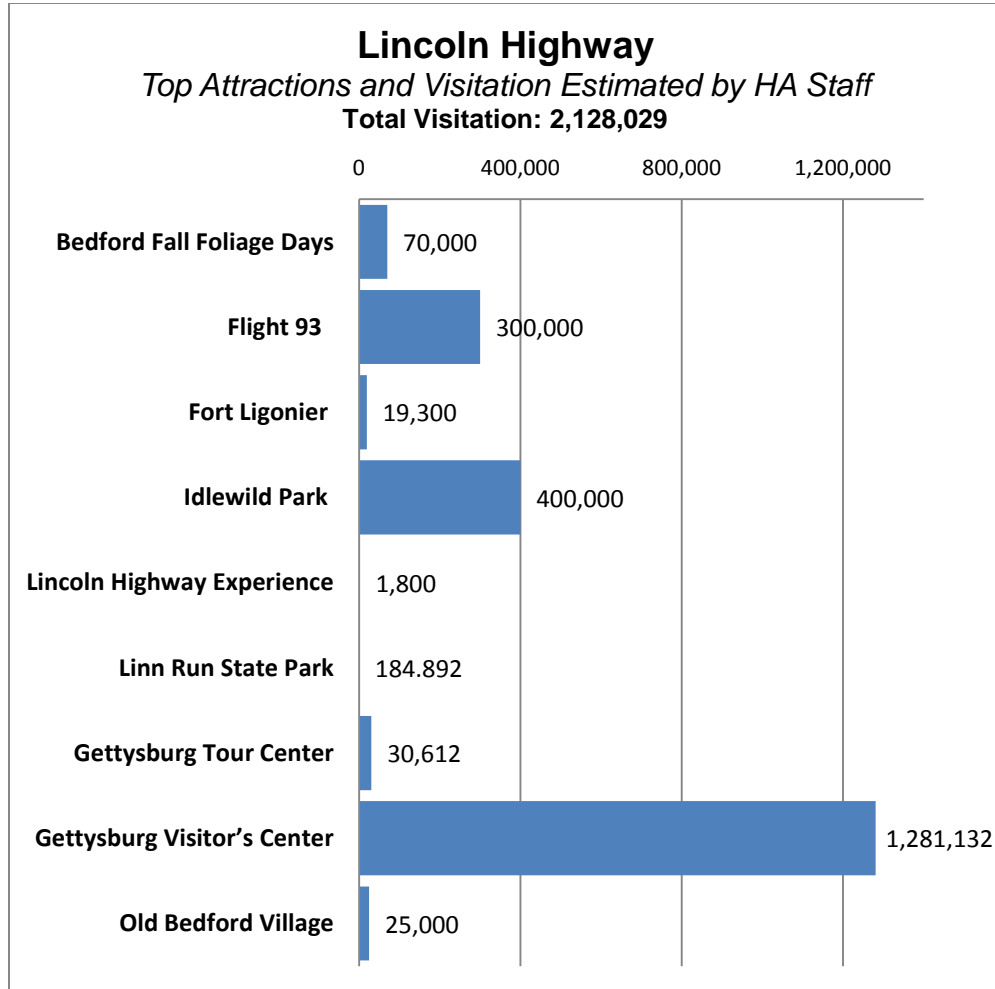 Lincoln Highway
Top Attractions and Visitation Estimated by HA Staff
Total Visitation: 2,128,029
0 400,000 800,000 1,200,000
Bedford Fall Foliage Days 70,000
Flight 93 300,000
Fort Ligonier 19,300
Idlewild Park 400,000
Lincoln Highway Experience 1,800
Linn Run State Park 184.892
Gettysburg Tour Center 30,612
Gettysburg Visitor’s Center 1,281,132
Old Bedford Village 25,000